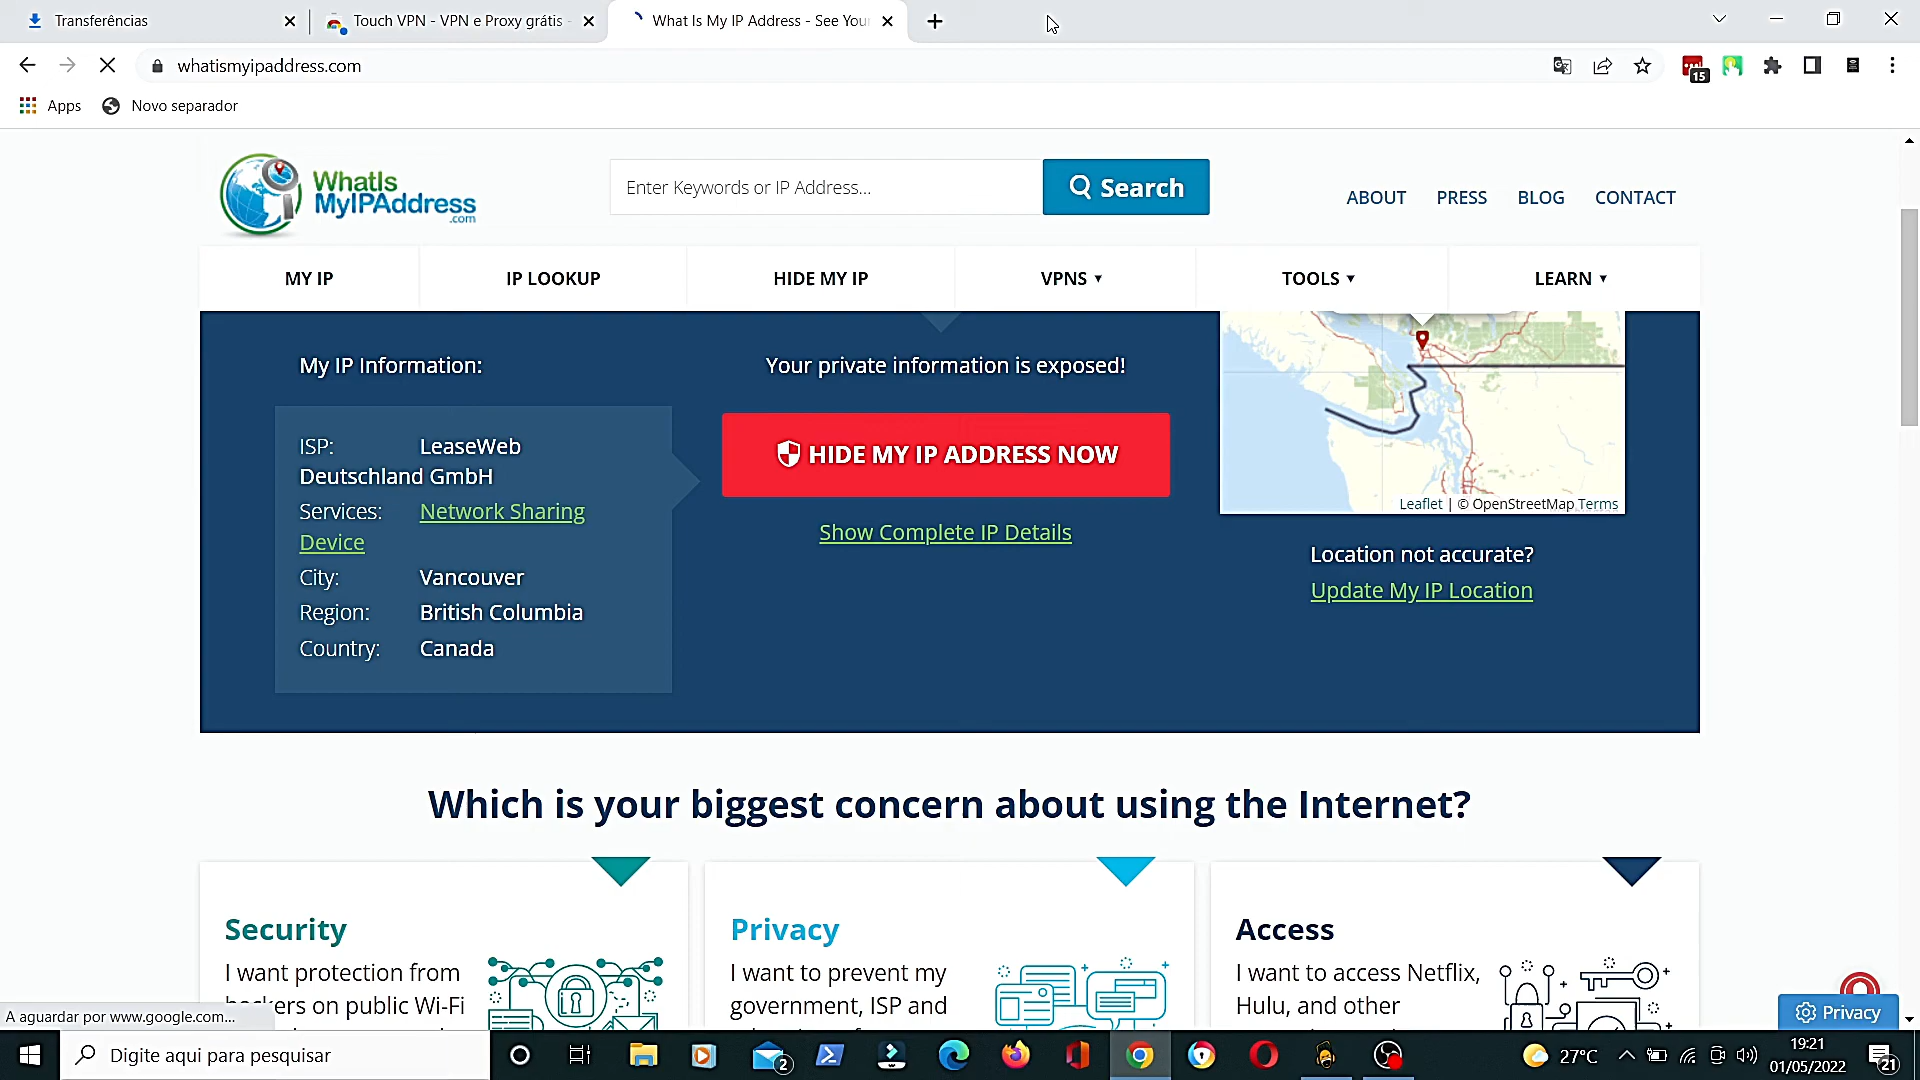 Transferências
Touch VPN - VPN e Proxy grátis -
What Is My IP Address - See Your
whatismyipaddress.com
15
Apps
Novo separador
WhatIs
MyIPAddress
.com
Enter Keywords or IP Address...
Search
ABOUT
PRESS
BLOG
CONTACT
MY IP
IP LOOKUP
HIDE MY IP
VPNS
TOOLS
LEARN
My IP Information:
Your private information is exposed!
ISP: LeaseWeb
Deutschland GmbH
Services: Network Sharing
Device
City: Vancouver
Region: British Columbia
Country: Canada
HIDE MY IP ADDRESS NOW
Show Complete IP Details
Leaflet | © OpenStreetMap Terms
Location not accurate?
Update My IP Location
Which is your biggest concern about using the Internet?
Security
I want protection from
hackers on public Wi-Fi
Privacy
I want to prevent my
government, ISP and
Access
I want to access Netflix,
Hulu, and other
A aguardar por www.google.com...
Privacy
Digite aqui para pesquisar
2
27°C
19:21
01/05/2022
21